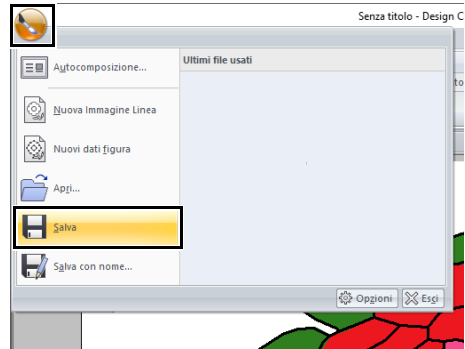 Senza titolo - Design C
Autocomposizione...
Ultimi file usati
to
Nuova Immagine Linea
Nuovi dati figura
Apri...
Salva
Salva con nome...
Opzioni
Esci